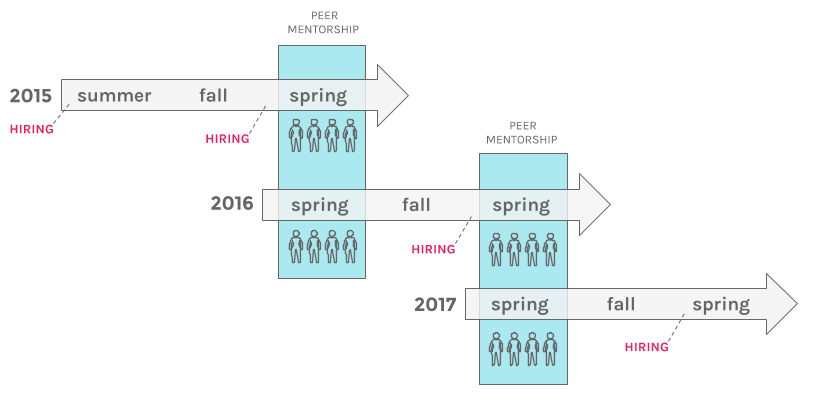 PEER
MENTORSHIP
2015 summer fall spring
HIRING
HIRING
PEER
MENTORSHIP
2016 spring fall spring
HIRING
2017 spring fall spring
HIRING